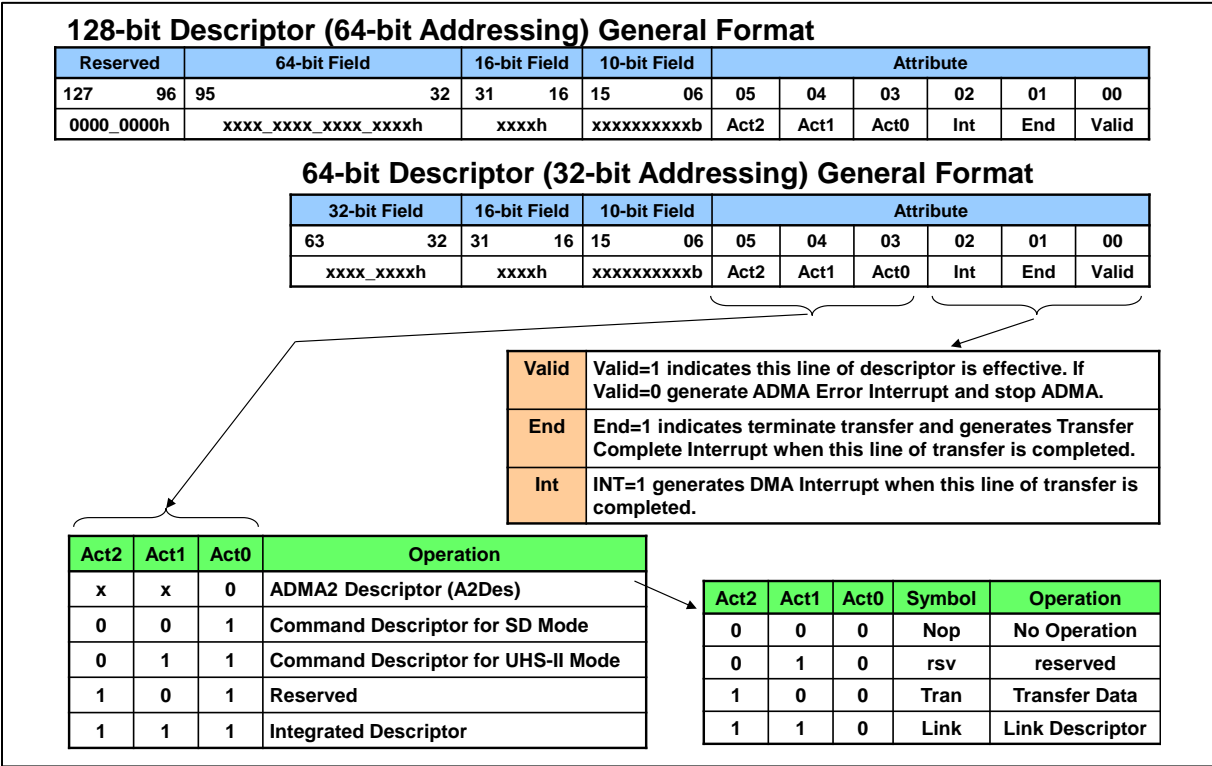 128-bit Descriptor (64-bit Addressing) General Format
Reserved 64-bit Field 16-bit Field 10-bit Field Attribute
127 96 95 32 31 16 15 06 05 04 03 02 01 00
0000_0000h xxxx_xxxx_xxxx_xxxxh xxxxh xxxxxxxxxxb Act2 Act1 Act0 Int End Valid
64-bit Descriptor (32-bit Addressing) General Format
32-bit Field 16-bit Field 10-bit Field Attribute
63 32 31 16 15 06 05 04 03 02 01 00
xxxx_xxxxh xxxxh xxxxxxxxxxb Act2 Act1 Act0 Int End Valid
Valid Valid=1 indicates this line of descriptor is effective. If
Valid=0 generate ADMA Error Interrupt and stop ADMA.
End End=1 indicates terminate transfer and generates Transfer
Complete Interrupt when this line of transfer is completed.
Int INT=1 generates DMA Interrupt when this line of transfer is
completed.
Act2 Act1 Act0 Operation
x x 0 ADMA2 Descriptor (A2Des)
0 0 1 Command Descriptor for SD Mode
0 1 1 Command Descriptor for UHS-II Mode
1 0 1 Reserved
1 1 1 Integrated Descriptor
Act2 Act1 Act0 Symbol Operation
0 0 0 Nop No Operation
0 1 0 rsv reserved
1 0 0 Tran Transfer Data
1 1 0 Link Link Descriptor